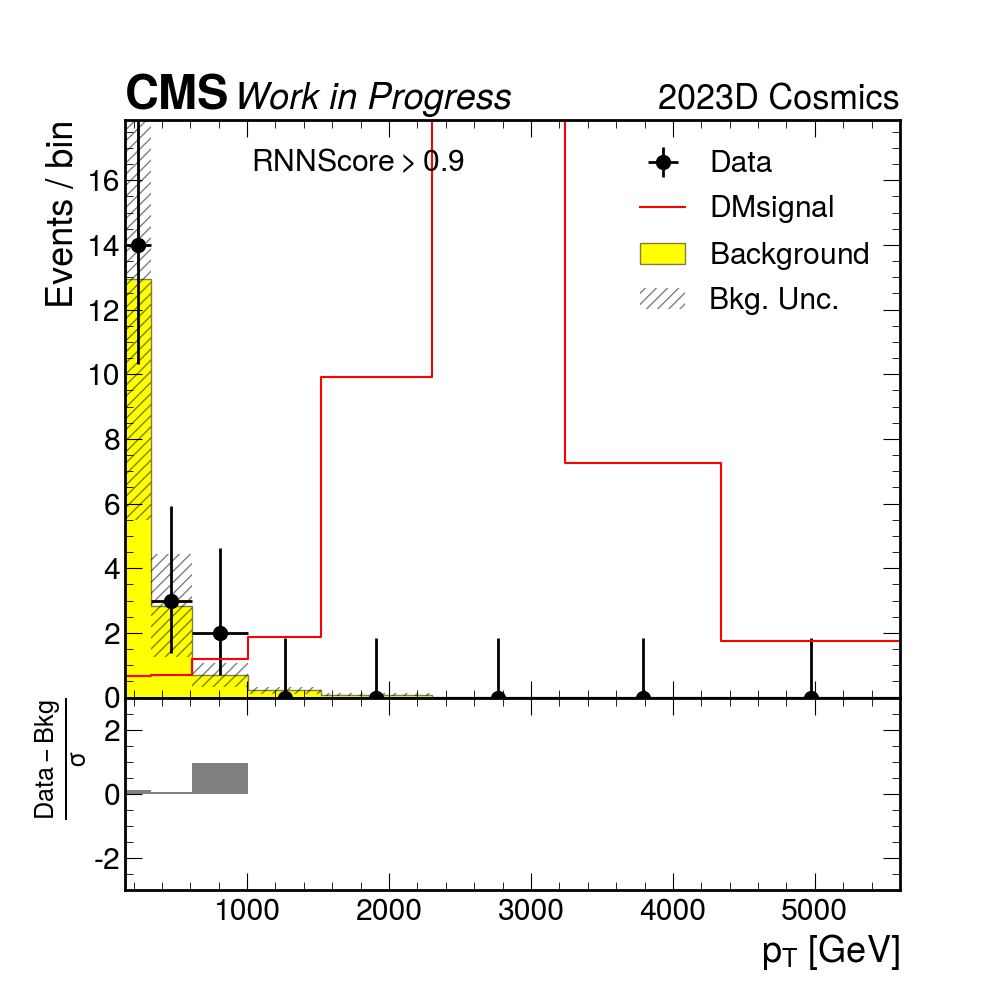 CMS Work in Progress 2023D Cosmics
Events / bin
RNNScore > 0.9
Data
DMsignal
Background
Bkg. Unc.
16
14
12
10
8
6
4
2
0
Data – Bkg
σ
2
0
-2
1000 2000 3000 4000 5000
pT [GeV]